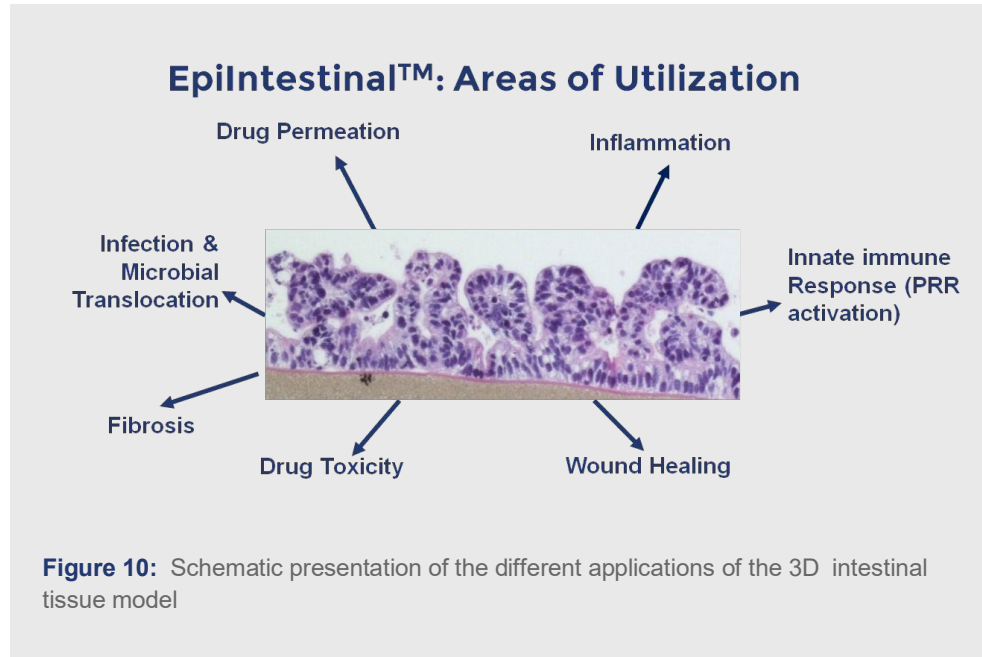 EpiIntestinal™: Areas of Utilization
Drug Permeation
Inflammation
Infection &
Microbial
Translocation
Innate immune
Response (PRR
activation)
Fibrosis
Drug Toxicity
Wound Healing
Figure 10: Schematic presentation of the different applications of the 3D intestinal
tissue model